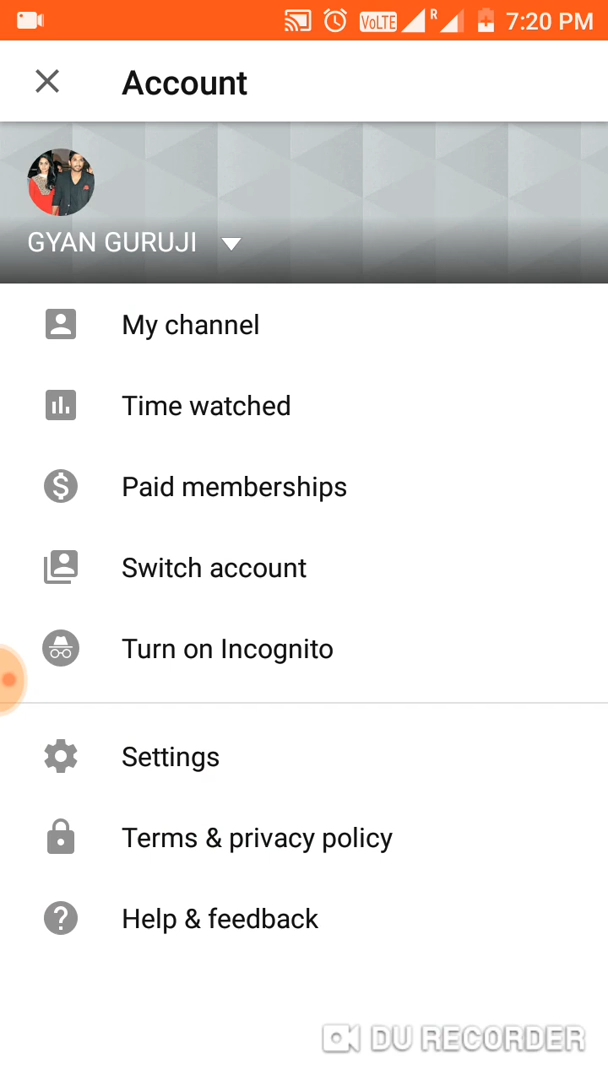 R
VoLTE
7:20 PM
Account
GYAN GURUJI
My channel
Time watched
Paid memberships
Switch account
Turn on Incognito
Settings
Terms & privacy policy
Help & feedback
DU RECORDER